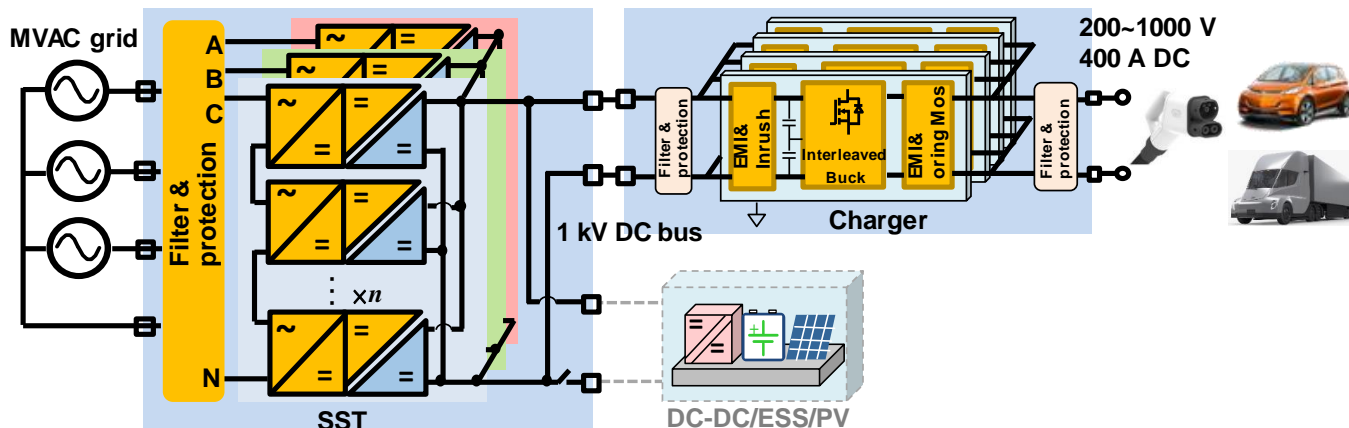 MVAC grid
Filter &
protection
A
B
C
N
~
=
~
=
~
=
=
=
~
=
=
=
⋮ ×n
~
=
=
=
SST
1 kV DC bus
Filter &
protection
EMI&
Inrush
Interleaved
Buck
EMI &
oring Mos
Charger
Filter &
protection
200~1000 V
400 A DC
=
=
+
DC-DC/ESS/PV